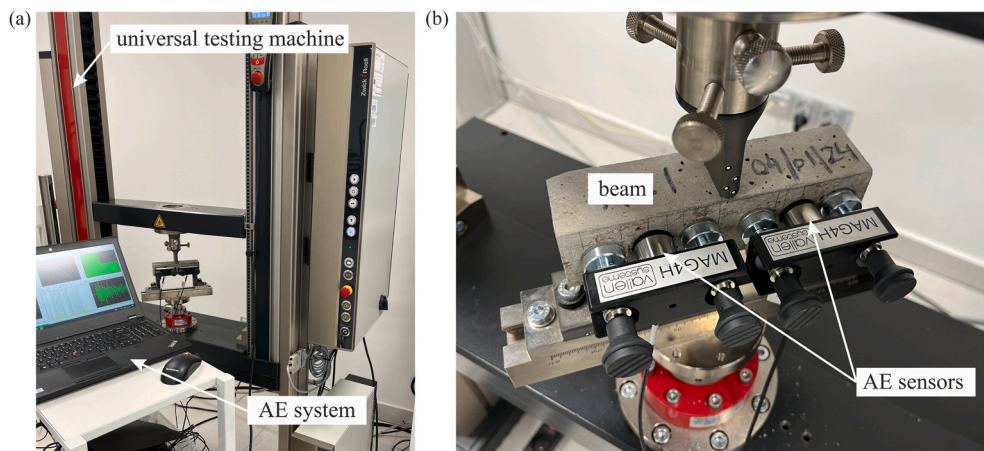 (a)
universal testing machine
Zwick / Roell
AE system
(b)
beam
04/01/24
vallen
systeme
MAG4H
vallen
systeme
MAG4H
AE sensors